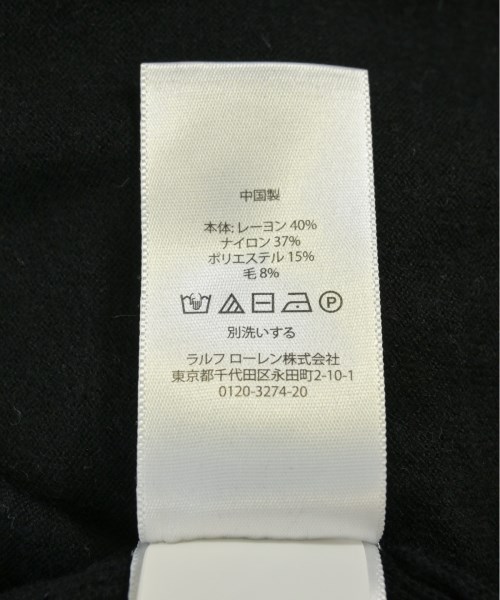 中国製
本体: レーヨン 40%
ナイロン 37%
ポリエステル 15%
毛 8%
P
別洗いする
ラルフ ローレン株式会社
東京都千代田区永田町2-10-1
0120-3274-20